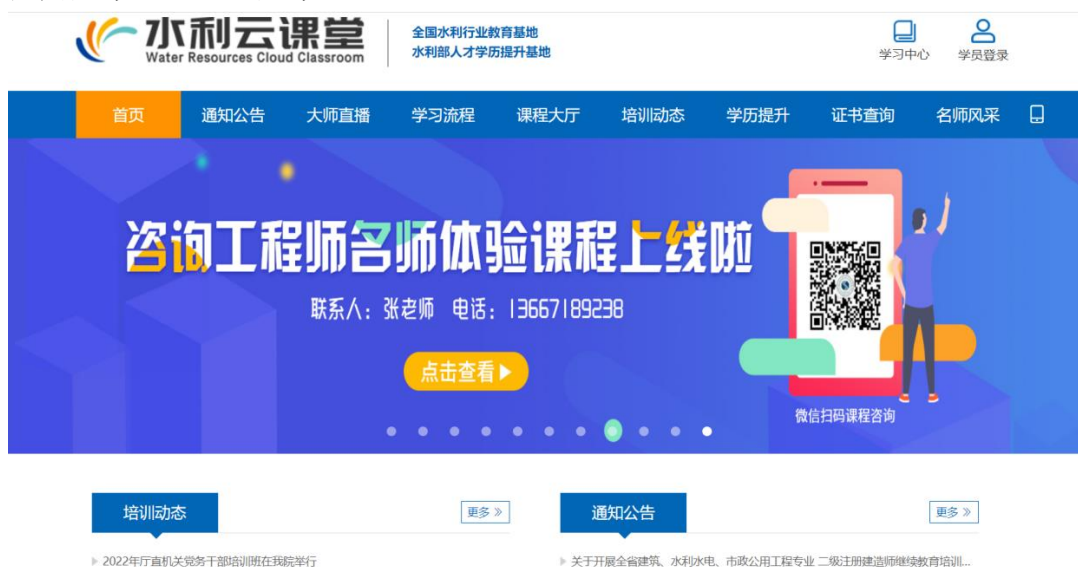 水利云课堂
Water Resources Cloud Classroom
全国水利行业教育基地
水利部人才学历提升基地
学习中心 学员登录
首页 通知公告 大师直播 学习流程 课程大厅 培训动态 学历提升 证书查询 名师风采
咨询工程师名师体验课程上线啦
联系人：张老师 电话：13667189238
点击查看
微信扫码课程咨询
培训动态 更多 》 通知公告 更多 》
2022年厅直机关党务干部培训班在我院举行
关于开展全省建筑、水利水电、市政公用工程专业 二级注册建造师继续教育培训...